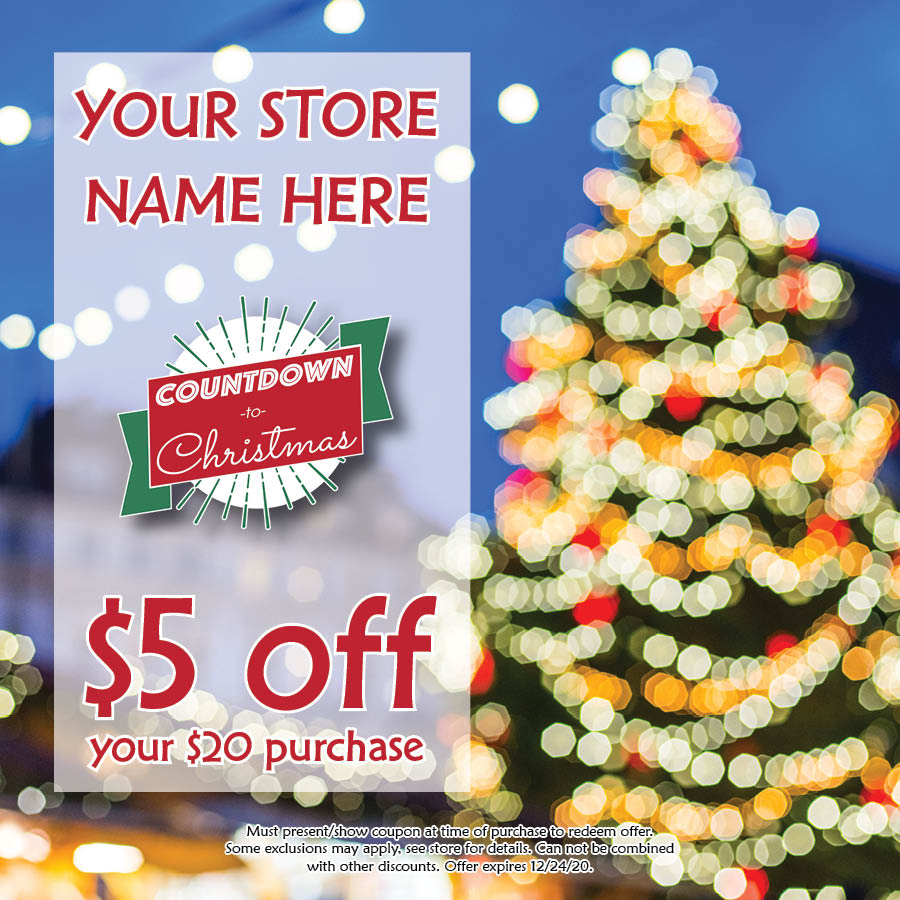 YOUR STORE
NAME HERE
COUNTDOWN
-to-
Christmas
$5 off
your $20 purchase
Must present/show coupon at time of purchase to redeem offer.
Some exclusions may apply, see store for details. Can not be combined
with other discounts. Offer expires 12/24/20.